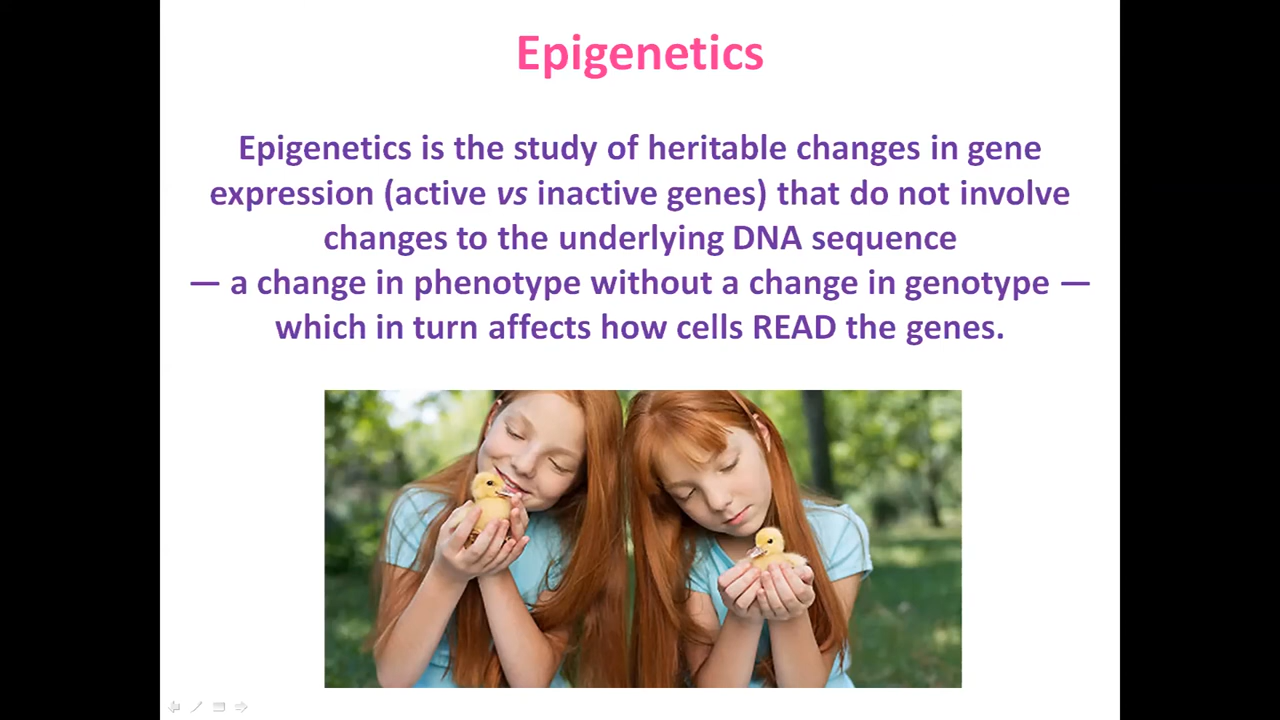 Epigenetics
Epigenetics is the study of heritable changes in gene
expression (active vs inactive genes) that do not involve
changes to the underlying DNA sequence
— a change in phenotype without a change in genotype —
which in turn affects how cells READ the genes.